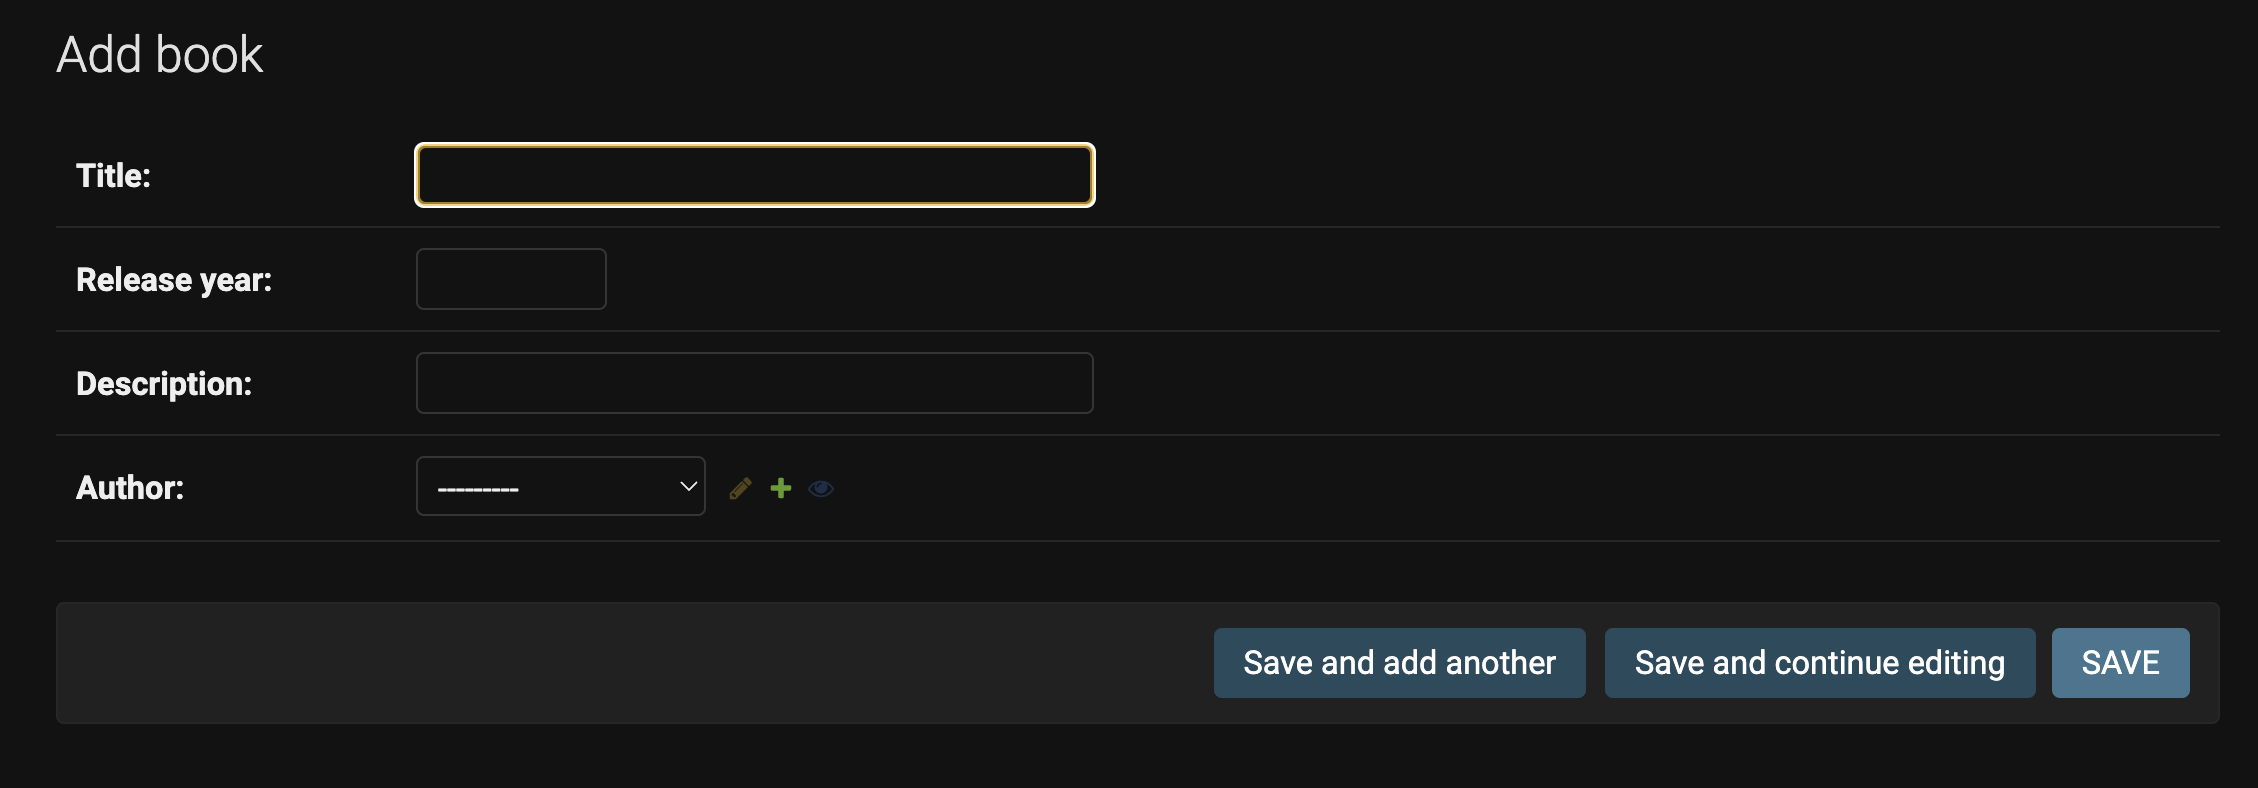 Add book
Title:
Release year:
Description:
Author:
---------
Save and add another
Save and continue editing
SAVE